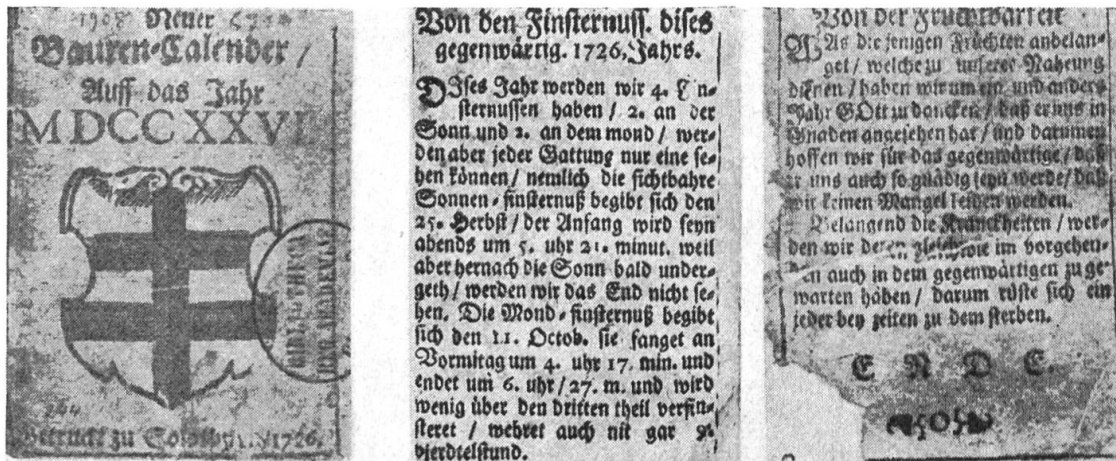 Neuer
Bauren-Calender /
Auff das Jahr
MDCCXXVI
BIBLIOTHECA
Getruckt zu Solothurn/1726.
Von den Finsternuss. dises
gegenwärtig. 1726, Jahrs.
DIses Jahr werden wir 4. Fin-
sternussen haben / 2. an der
Sonn und 2. an dem mond / wer-
den aber jeder Gattung nur eine se-
hen können / nemlich die sichtbahre
Sonnen-finsternuß begibt sich den
25. Herbst / der Anfang wird seyn
abends um 5. uhr 21. minut. weil
aber hernach die Sonn bald under-
geth / werden wir das End nicht se-
hen. Die Mond-finsternuß begibt
sich den 11. Octob. sie fanget an
Vormitag um 4. uhr 17. min. und
endet um 6. uhr / 27. m. und wird
wenig über den dritten theil verfin-
steret / wehret auch nit gar
vierdtelstund.
Von der Fruchtbarkeit
WAs die jenigen Früchten anbelan-
get / welche zu unserer Nahrung
dienen / haben wir um ein und anders
Jahr GOtt zu dancken / daß er uns in
Gnaden angesehen hat / und darumen
hoffen wir für das gegenwärtige / daß
er uns auch so gnädig seyn werde / daß
wir keinen Mangel leiden werden.
Belangend die Kranckheiten / wer-
den wir deren gleichwie im vorgehen-
den auch in dem gegenwärtigen zu ge-
warten haben / darum rüste sich ein
jeder bey zeiten zu dem sterben.
E N D E.